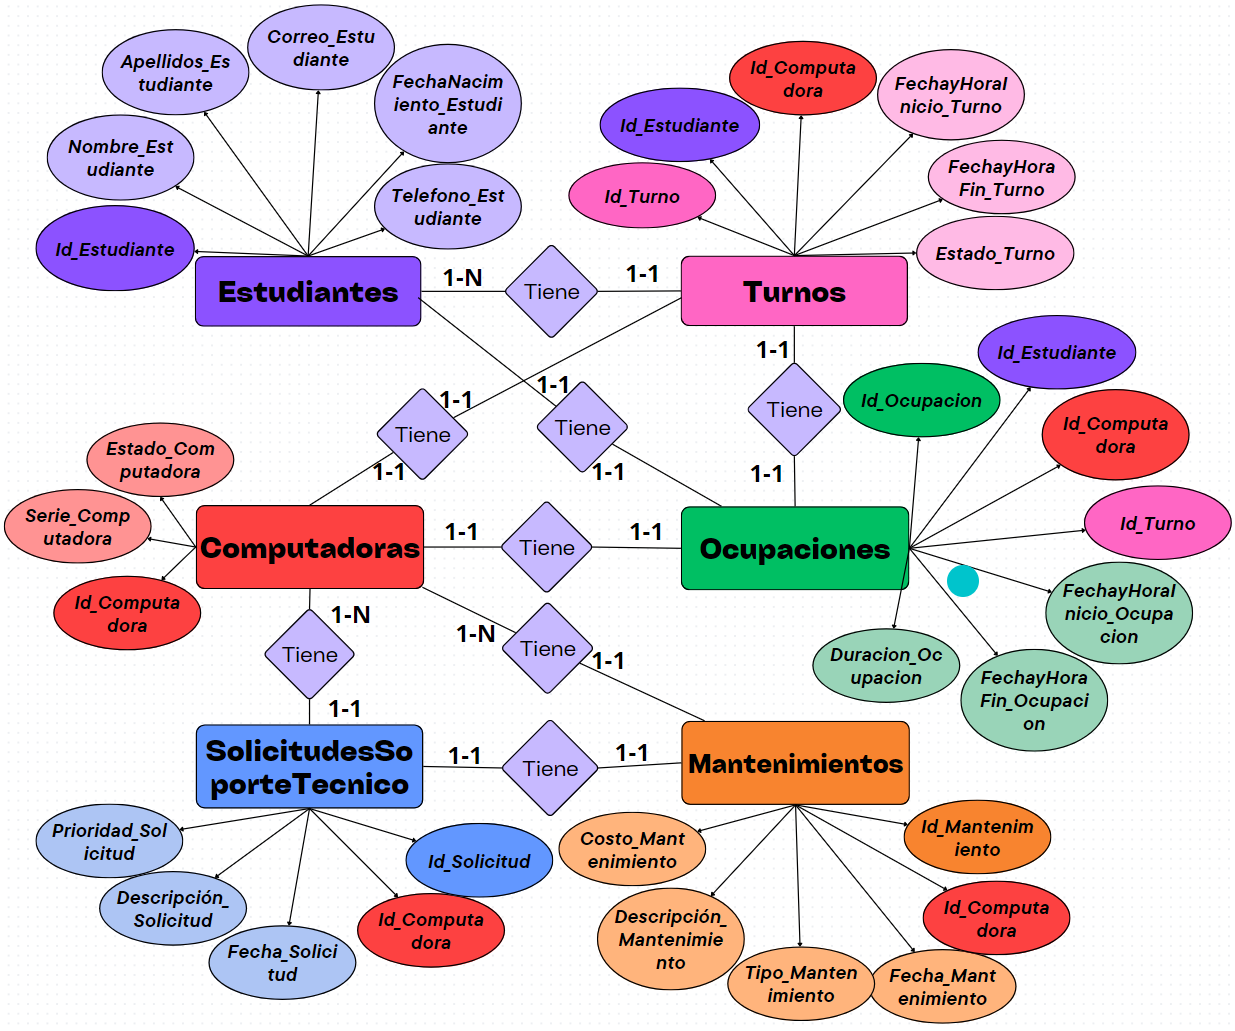 Correo_Estu
diante
Apellidos_Es
tudiante
FechaNacim
iento_Estudi
ante
Nombre_Est
udiante
Telefono_Est
udiante
Id_Estudiante
Estudiantes
1-N
Tiene
1-1
Id_Computa
dora
FechayHoraI
nicio_Turno
Id_Estudiante
FechayHora
Fin_Turno
Id_Turno
Estado_Turno
Turnos
1-1
Tiene
1-1
1-1
Tiene
1-1
1-1
Tiene
1-1
Id_Estudiante
Id_Ocupacion
Id_Computa
dora
Id_Turno
FechayHoraI
nicio_Ocupa
cion
FechayHora
Fin_Ocupaci
on
Duracion_Oc
upacion
Ocupaciones
Estado_Com
putadora
Serie_Comp
utadora
Id_Computa
dora
Computadoras
1-1
Tiene
1-1
1-N
Tiene
1-1
1-N
Tiene
1-1
SolicitudesSo
porteTecnico
1-1
Tiene
1-1
Mantenimientos
Prioridad_Sol
icitud
Descripción_
Solicitud
Fecha_Solici
tud
Id_Computa
dora
Id_Solicitud
Costo_Mant
enimiento
Descripción_
Mantenimie
nto
Tipo_Manten
imiento
Fecha_Mant
enimiento
Id_Computa
dora
Id_Mantenim
iento